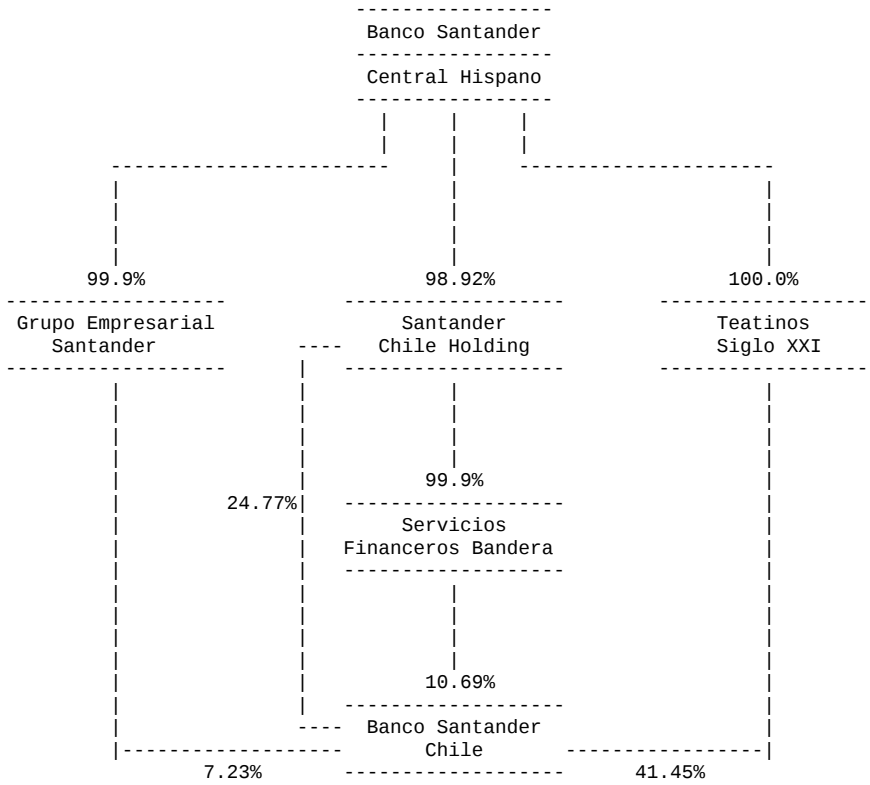 Banco Santander
Central Hispano
99.9% 98.92% 100.0%
Grupo Empresarial Santander Teatinos
Santander Chile Holding Siglo XXI
99.9%
24.77%
Servicios
Financeros Bandera
10.69%
Banco Santander
Chile
7.23% 41.45%